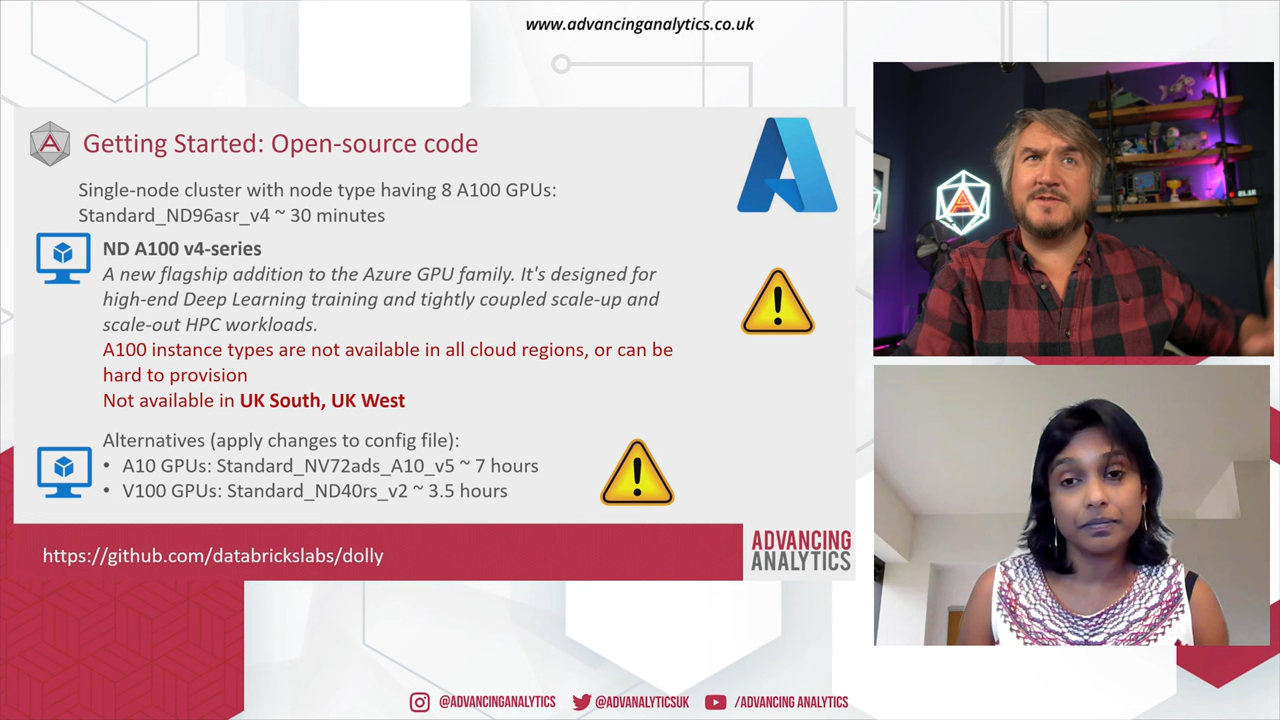 www.advancinganalytics.co.uk
A
Getting Started: Open-source code
Single-node cluster with node type having 8 A100 GPUs:
Standard_ND96asr_v4 ~ 30 minutes
ND A100 v4-series
A new flagship addition to the Azure GPU family. It's designed for
high-end Deep Learning training and tightly coupled scale-up and
scale-out HPC workloads.
A100 instance types are not available in all cloud regions, or can be
hard to provision
Not available in UK South, UK West
Alternatives (apply changes to config file):
• A10 GPUs: Standard_NV72ads_A10_v5 ~ 7 hours
• V100 GPUs: Standard_ND40rs_v2 ~ 3.5 hours
https://github.com/databrickslabs/dolly
ADVANCING
ANALYTICS
@ADVANCINGANALYTICS @ADVANALYTICSUK /ADVANCING ANALYTICS